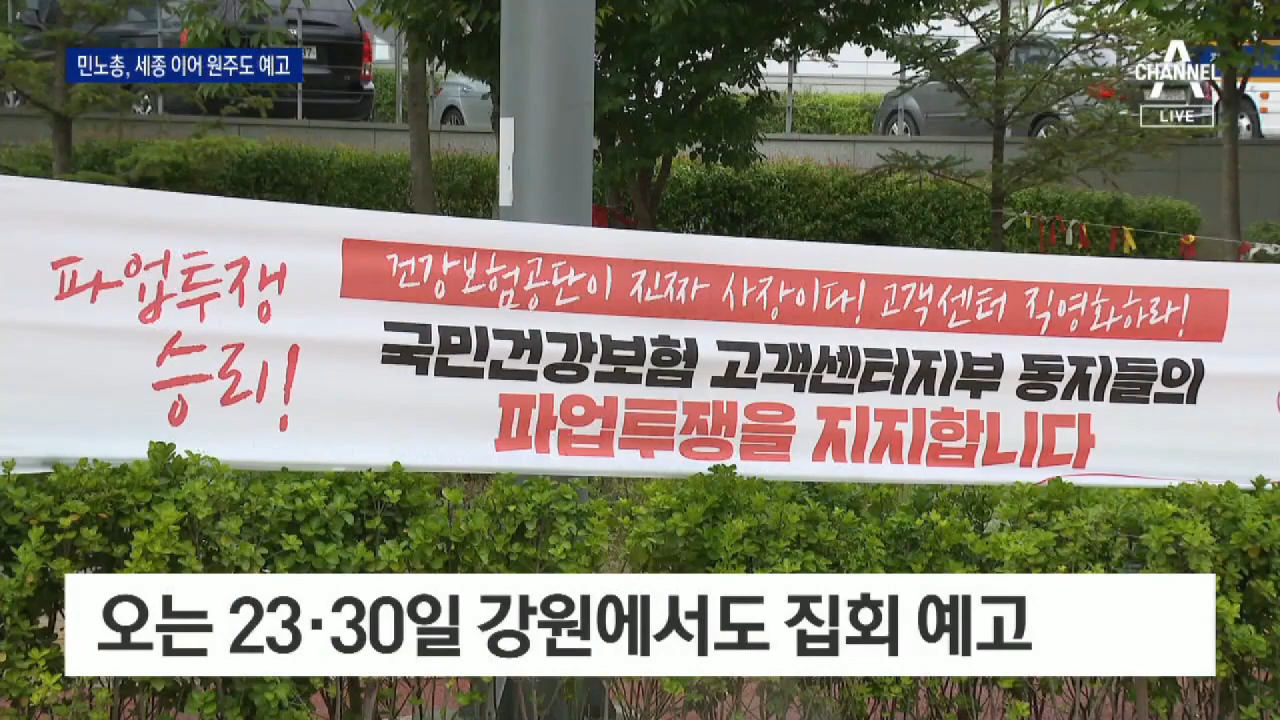 민노총, 세종 이어 원주도 예고
CHANNEL A
LIVE
파업투쟁
승리!
건강보험공단이 진짜 사장이다! 고객센터 직영화하라!
국민건강보험 고객센터지부 동지들의
파업투쟁을 지지합니다
오는 23·30일 강원에서도 집회 예고